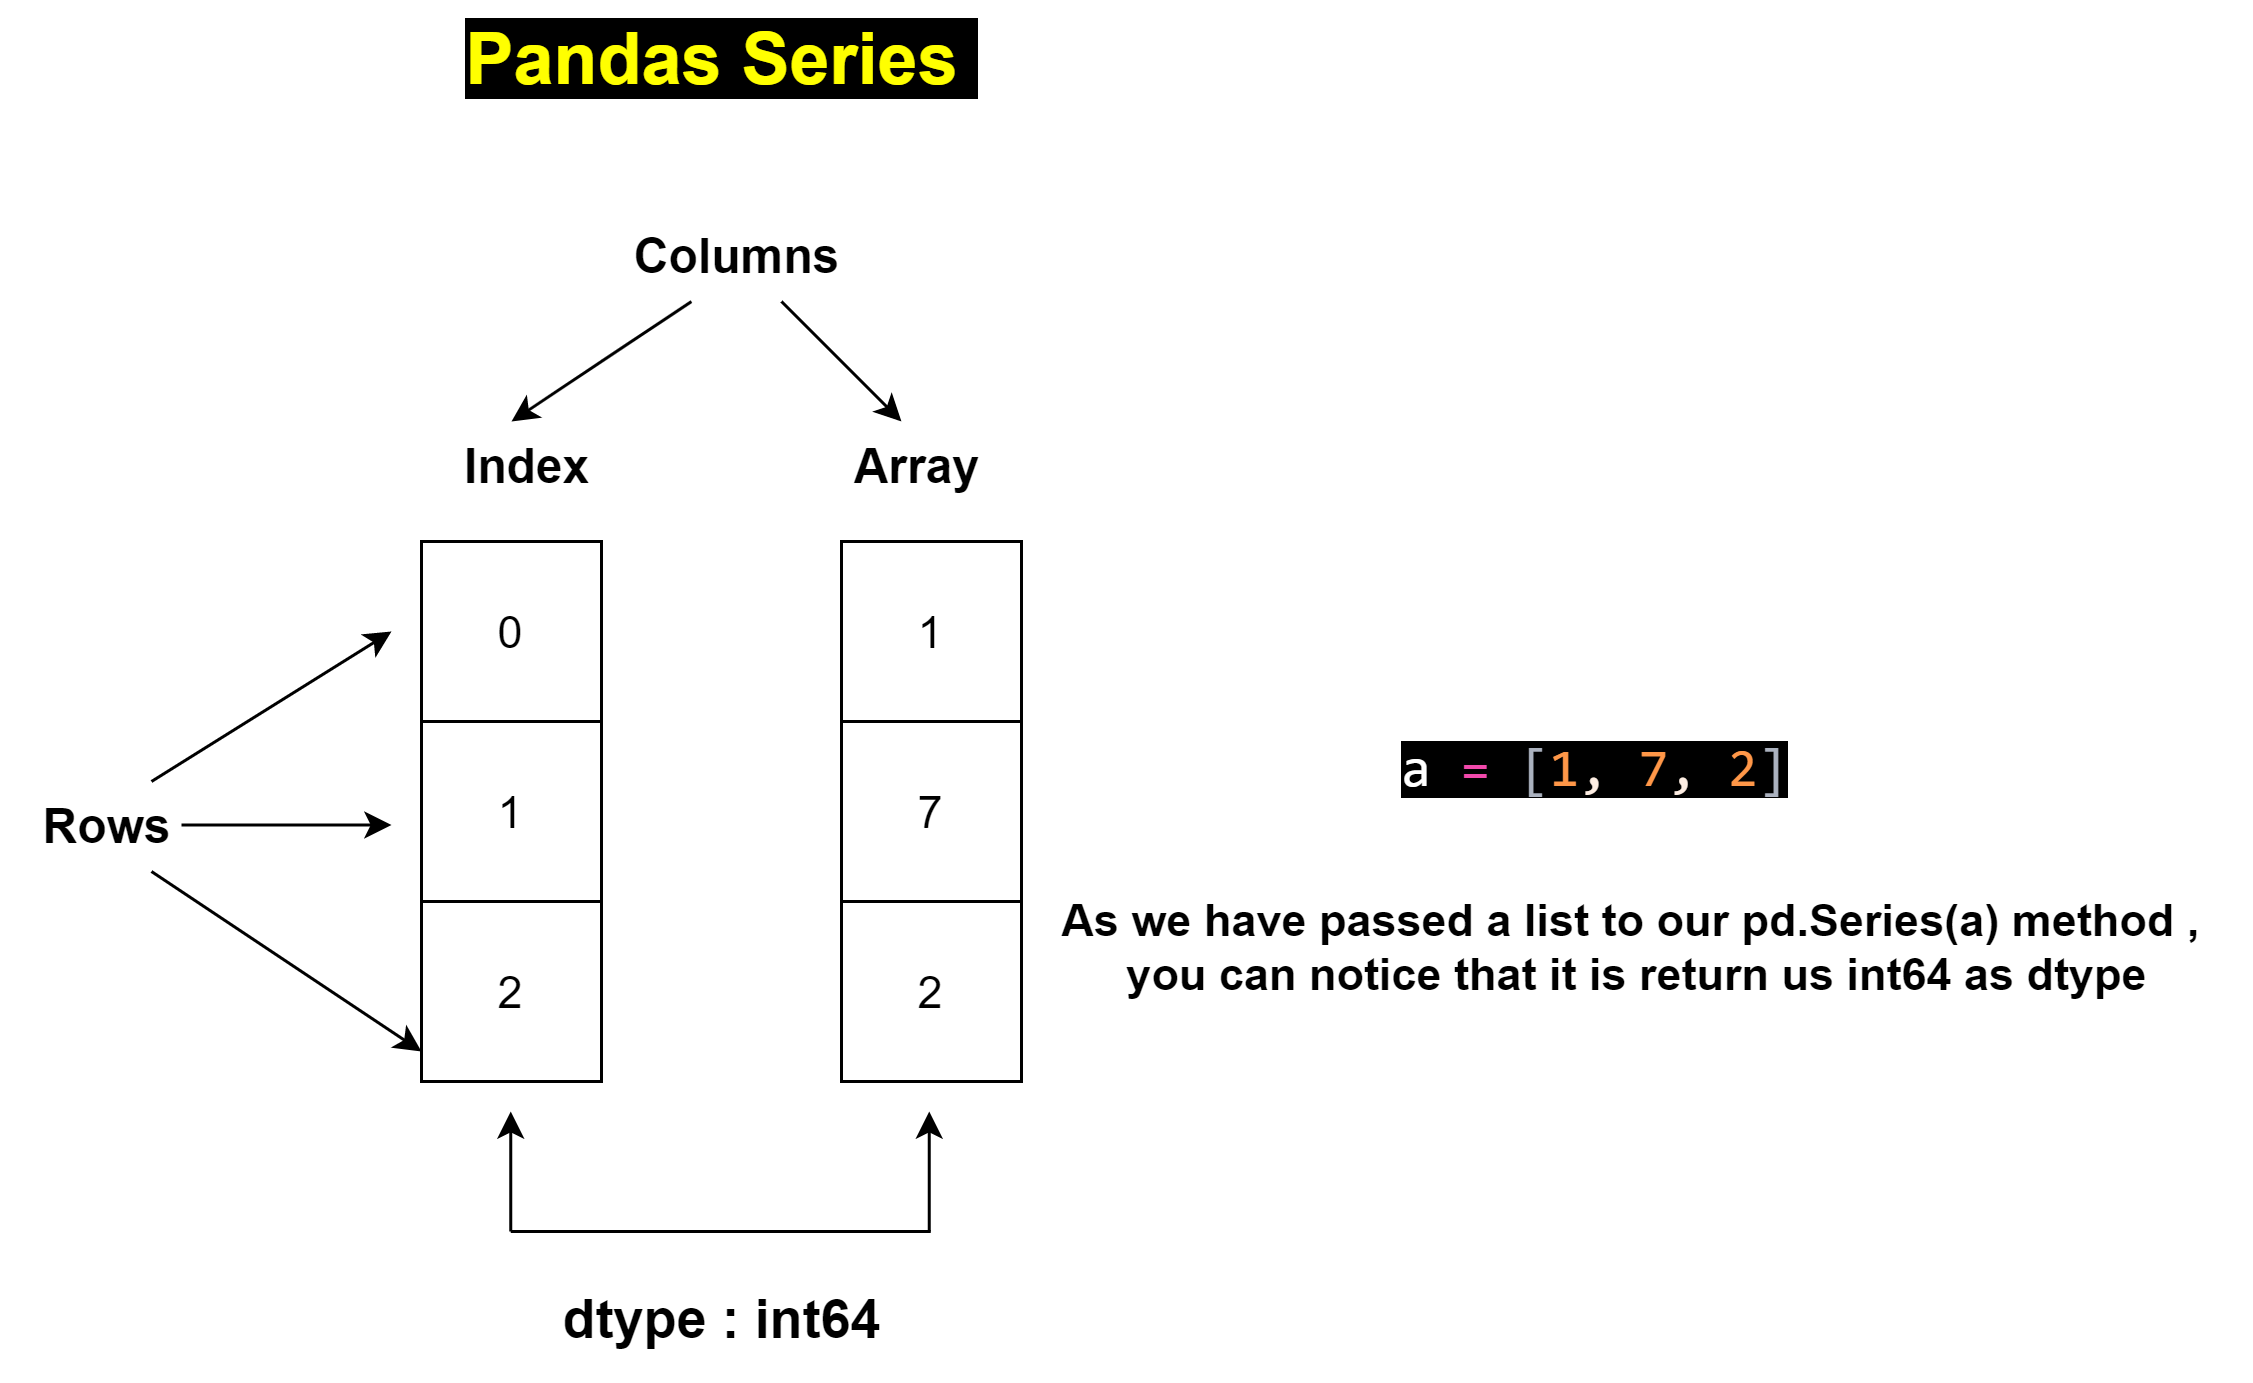 Pandas Series
Columns
Index
Array
0
1
1
7
2
2
Rows
a = [1, 7, 2]
As we have passed a list to our pd.Series(a) method ,
you can notice that it is return us int64 as dtype
dtype : int64